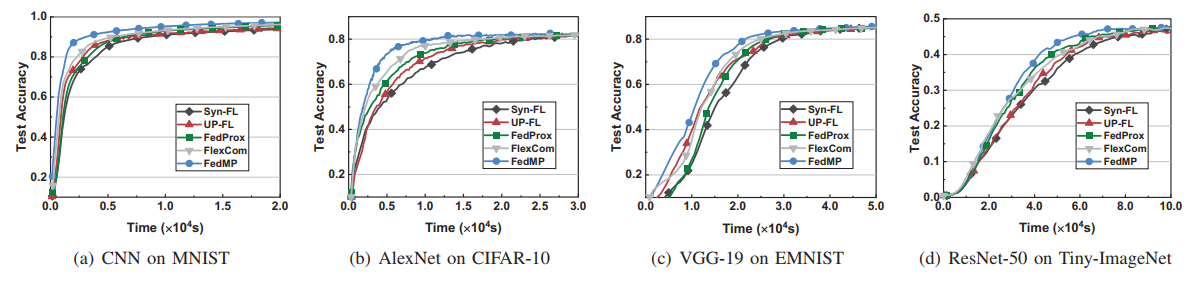 1.0
0.8
0.6
0.4
0.2
Test Accuracy
0.0 0.5 1.0 1.5 2.0
Time (×10⁴s)
Syn-FL
UP-FL
FedProx
FlexCom
FedMP
(a) CNN on MNIST
0.8
0.6
0.4
0.2
Test Accuracy
0.0 0.5 1.0 1.5 2.0 2.5 3.0
Time (×10⁴s)
Syn-FL
UP-FL
FedProx
FlexCom
FedMP
(b) AlexNet on CIFAR-10
0.8
0.6
0.4
0.2
Test Accuracy
0.0 1.0 2.0 3.0 4.0 5.0
Time (×10⁴s)
Syn-FL
UP-FL
FedProx
FlexCom
FedMP
(c) VGG-19 on EMNIST
0.5
0.4
0.3
0.2
0.1
0.0
Test Accuracy
0.0 2.0 4.0 6.0 8.0 10.0
Time (×10⁴s)
Syn-FL
UP-FL
FedProx
FlexCom
FedMP
(d) ResNet-50 on Tiny-ImageNet